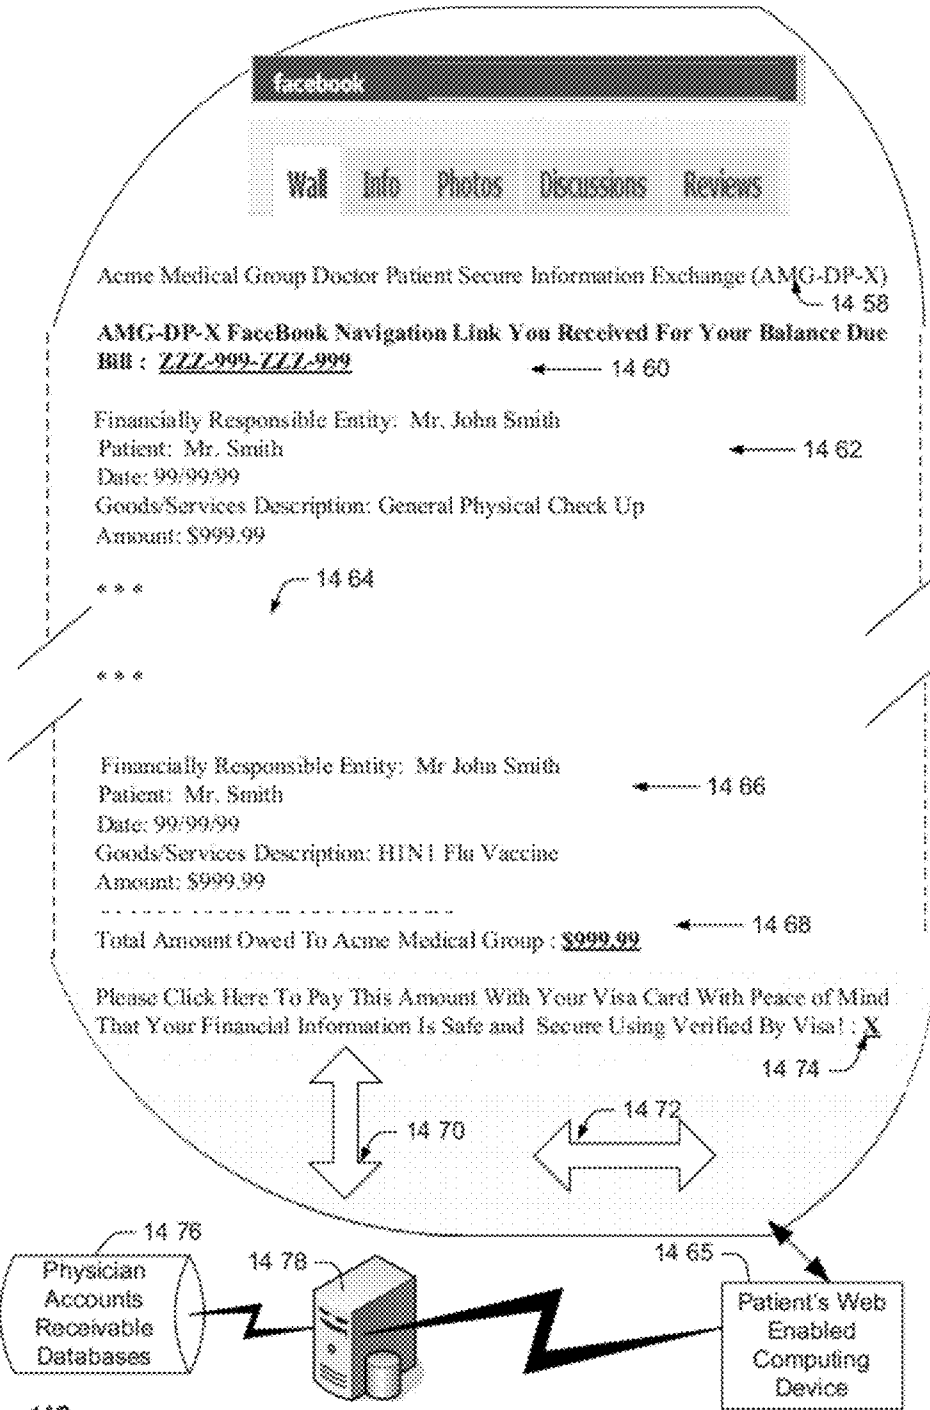 facebook
Wall Info Photos Discussions Reviews
Acme Medical Group Doctor Patient Secure Information Exchange (AMG-DP-X)
14 58
AMG-DP-X FaceBook Navigation Link You Received For Your Balance Due
Bill : ZZZ-999-ZZZ-999
14 60
Financially Responsible Entity: Mr. John Smith
Patient: Mr. Smith
14 62
Date: 99/99/99
Goods/Services Description: General Physical Check Up
Amount: $999.99
* * *
14 64
* * *
Financially Responsible Entity: Mr John Smith
14 66
Patient: Mr. Smith
Date: 99/99/99
Goods/Services Description: H1N1 Flu Vaccine
Amount: $999.99
14 68
Total Amount Owed To Acme Medical Group : $999.99
Please Click Here To Pay This Amount With Your Visa Card With Peace of Mind
That Your Financial Information Is Safe and Secure Using Verified By Visa! : X
14 74
14 70
14 72
14 76
Physician
Accounts
Receivable
Databases
14 78
14 65
Patient's Web
Enabled
Computing
Device